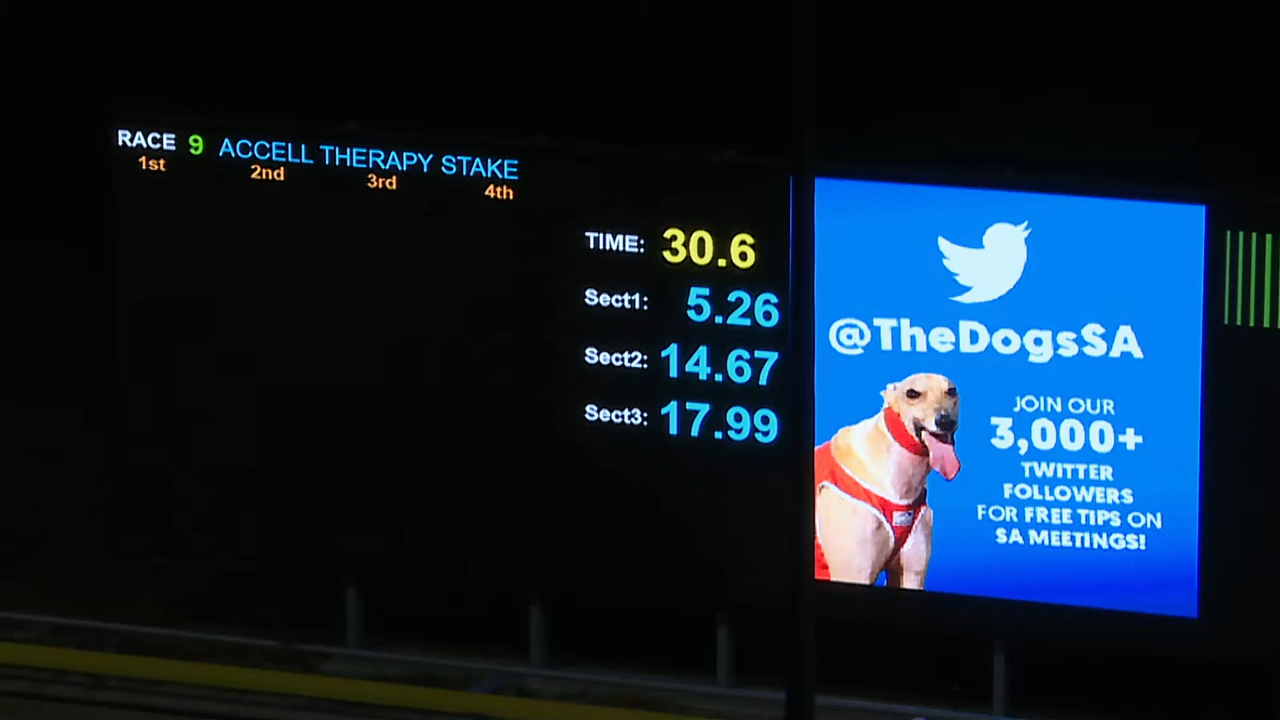 RACE 9 ACCELL THERAPY STAKE
1st 2nd 3rd 4th
TIME: 30.6
Sect1: 5.26
Sect2: 14.67
Sect3: 17.99
@TheDogsSA
JOIN OUR
3,000+
TWITTER
FOLLOWERS
FOR FREE TIPS ON
SA MEETINGS!